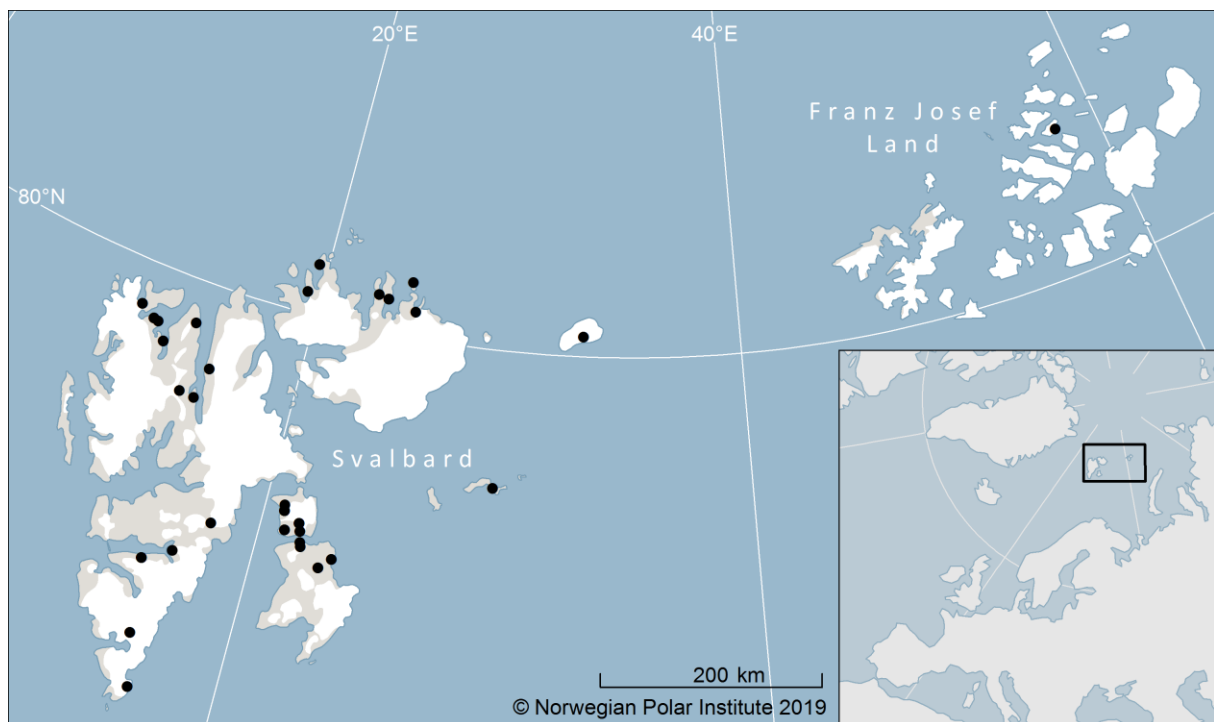 20°E
40°E
Franz Josef
Land
80°N
Svalbard
200 km
© Norwegian Polar Institute 2019